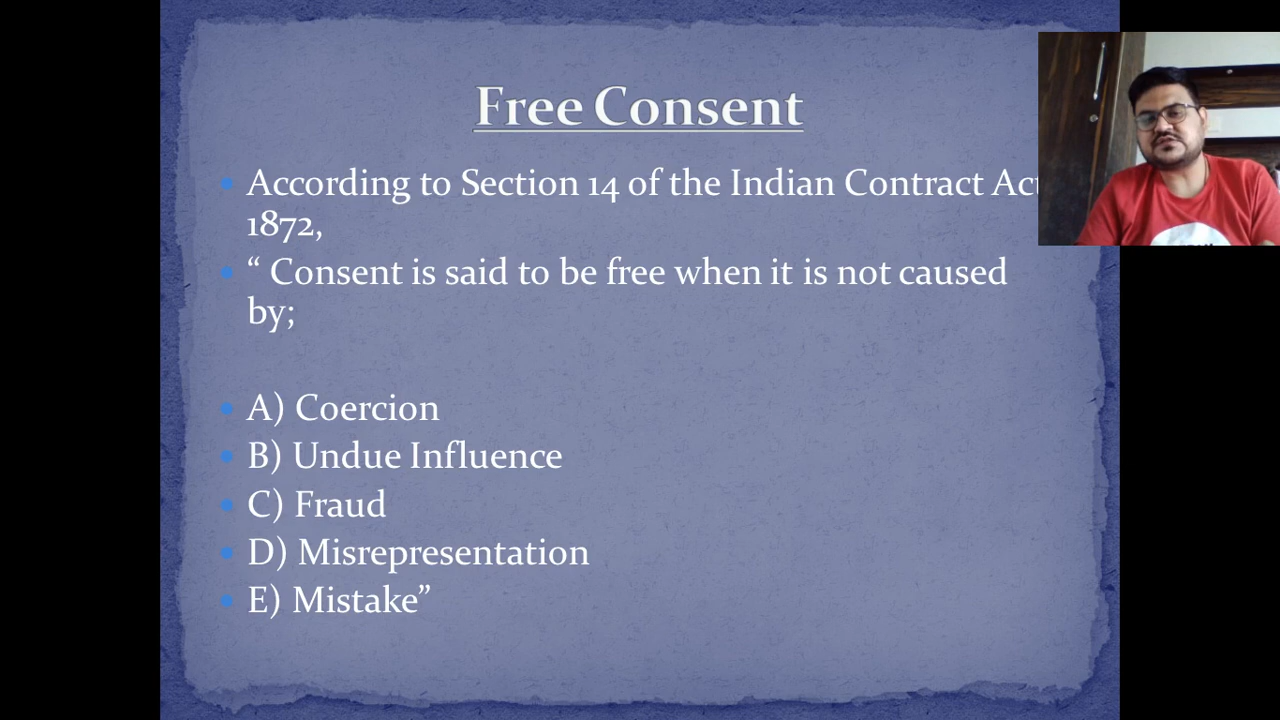 Free Consent
According to Section 14 of the Indian Contract Act
1872,
“ Consent is said to be free when it is not caused
by;
A) Coercion
B) Undue Influence
C) Fraud
D) Misrepresentation
E) Mistake”